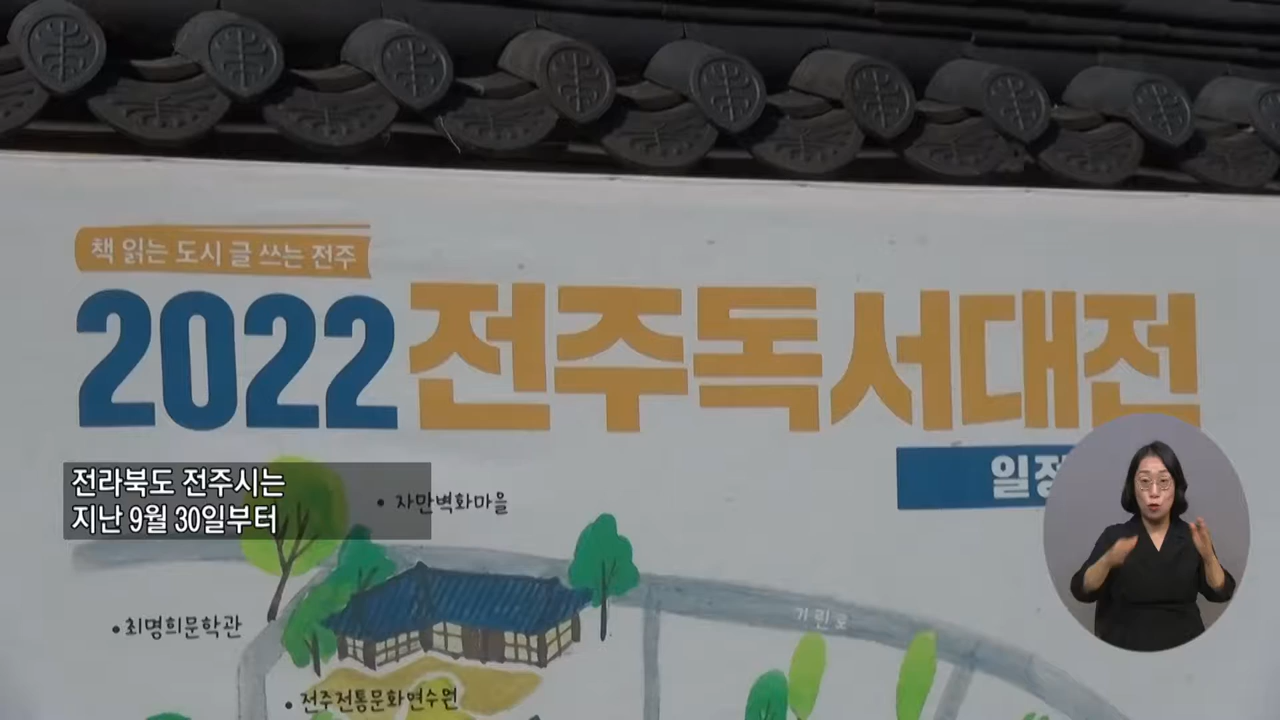 책 읽는 도시 글 쓰는 전주
2022 전주독서대전
전라북도 전주시는
지난 9월 30일부터
• 자만벽화마을
• 최명희문학관
기린로
• 전주전통문화연수원